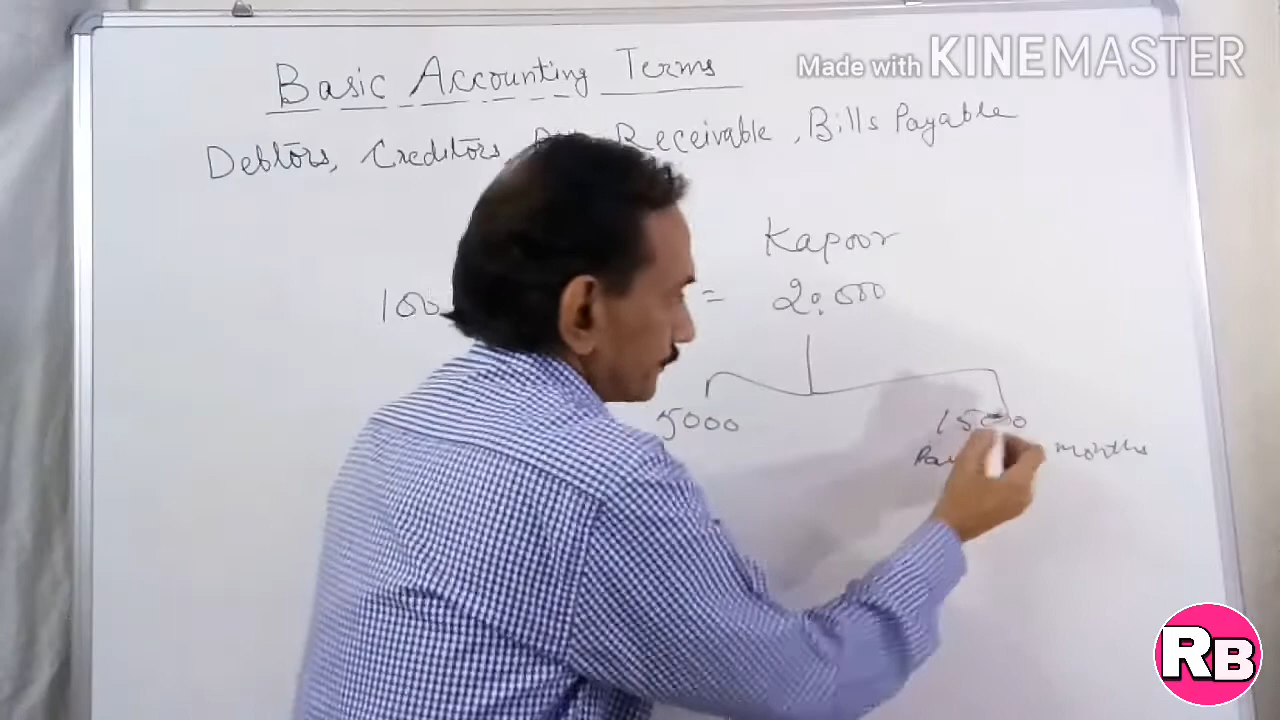 Made with KINEMASTER
Basic Accounting Terms
Debtors, Creditors, Receivable, Bills Payable
Kapoor
100 = 20,000
5000 15000
months
RB